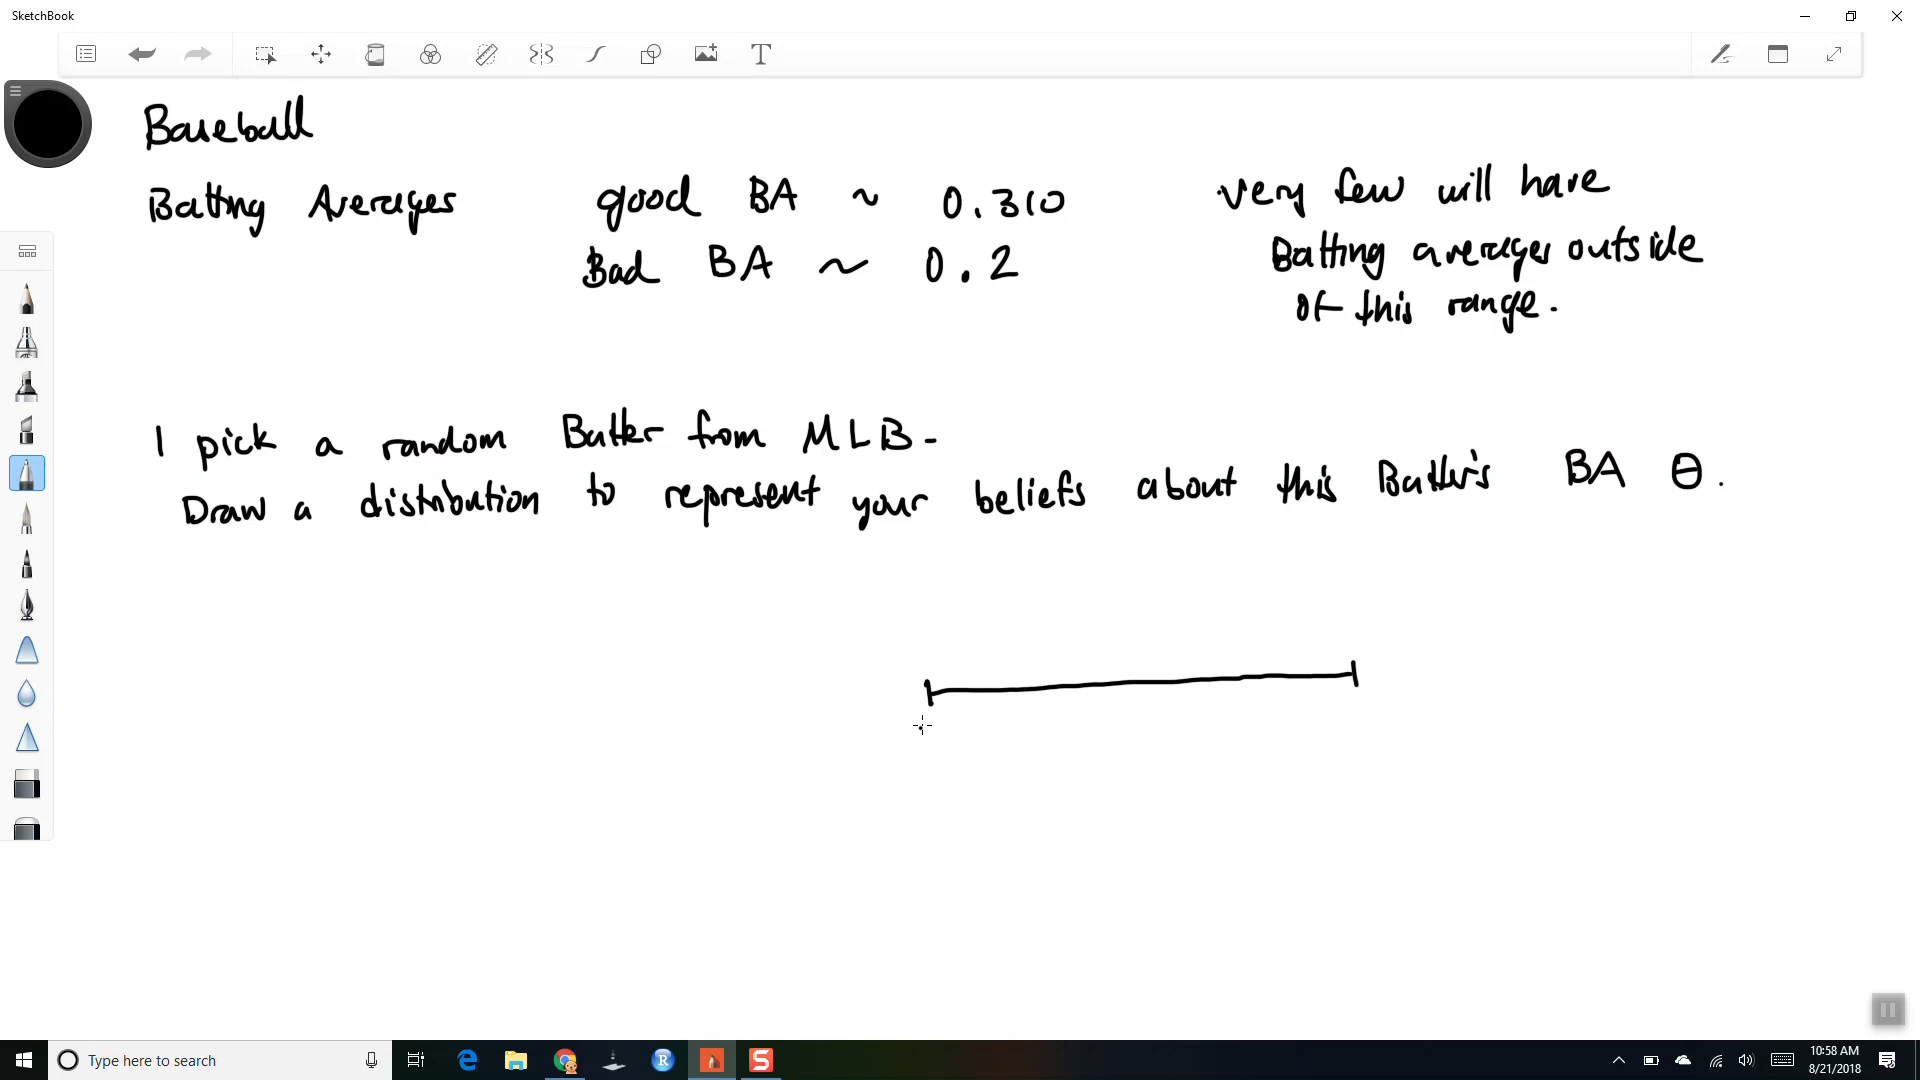 SketchBook
Baseball
Batting Averages good BA ~ 0.310 very few will have
Bad BA ~ 0.2 Batting averages outside
of this range.
I pick a random Batter from MLB.
Draw a distribution to represent your beliefs about this Batter's BA θ.
Type here to search
10:58 AM
8/21/2018